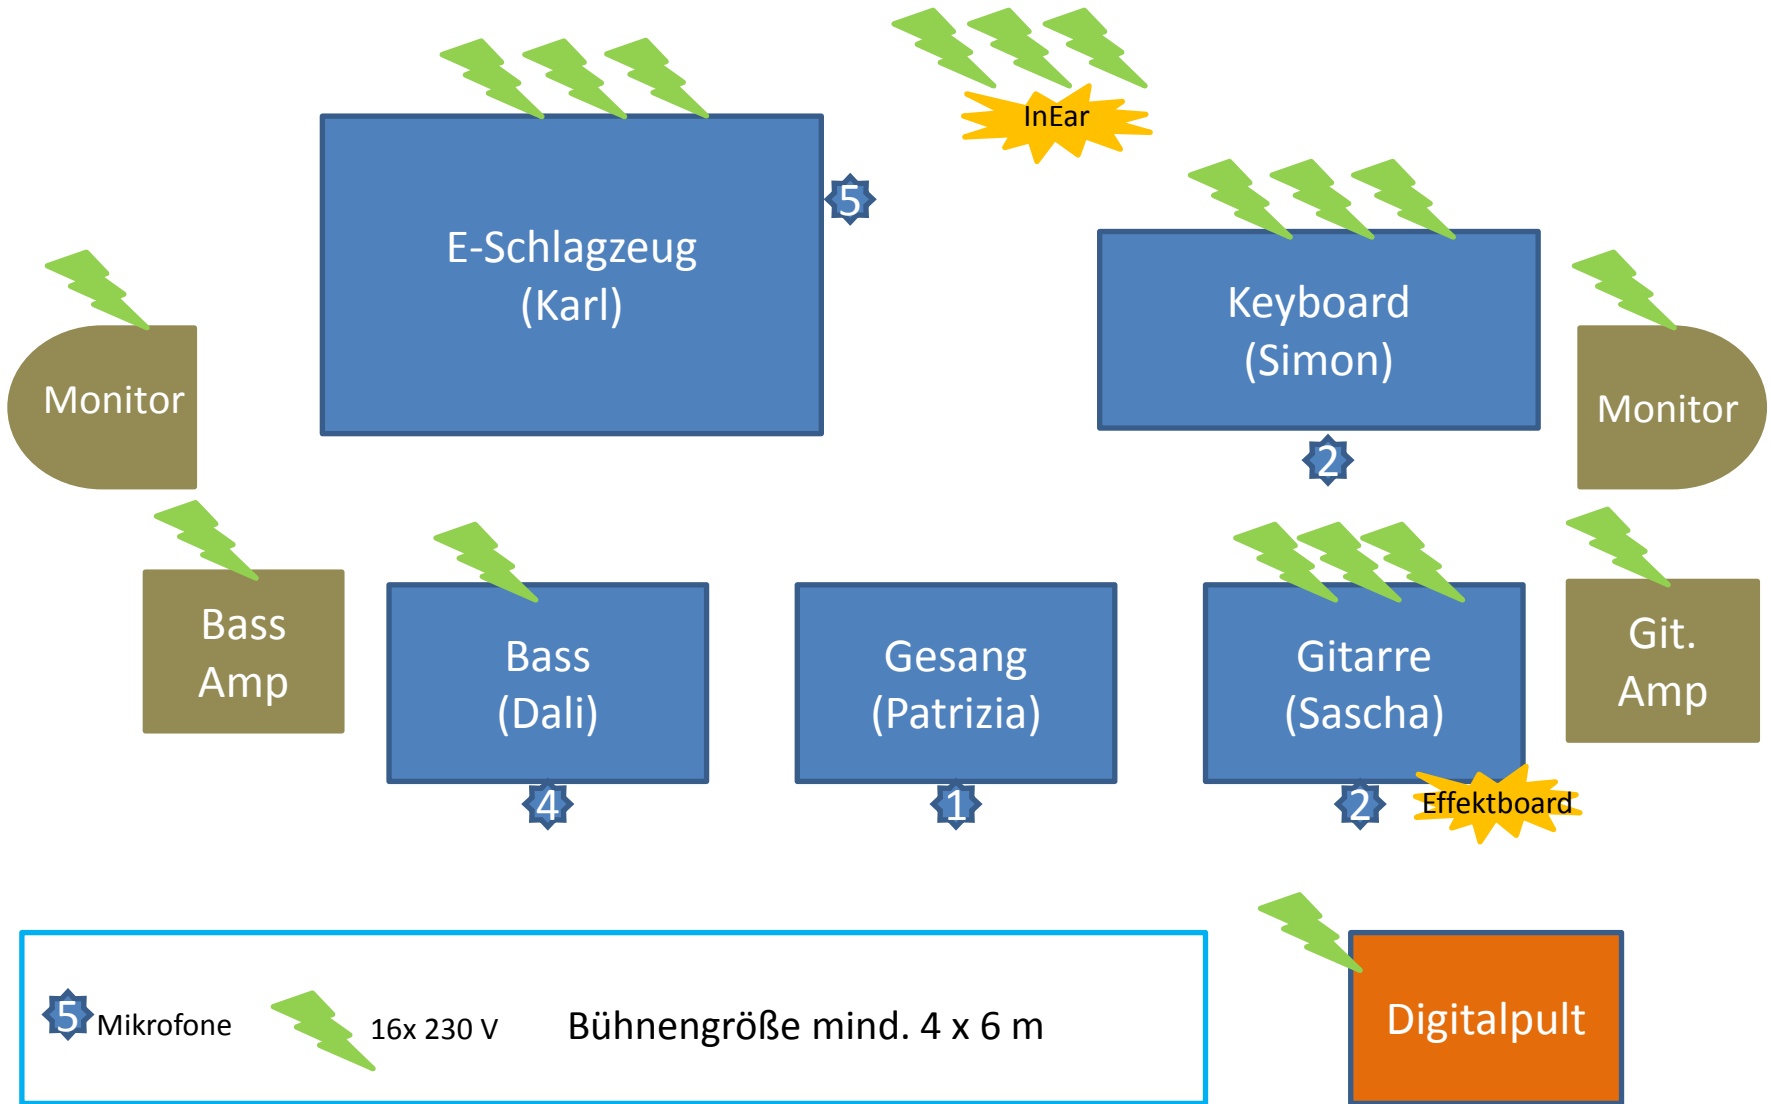 InEar
5
E-Schlagzeug
(Karl)
Keyboard
(Simon)
Monitor
Monitor
2
Bass
Amp
Bass
(Dali)
Gesang
(Patrizia)
Gitarre
(Sascha)
Git.
Amp
4
1
2
Effektboard
5 Mikrofone
16x 230 V
Bühnengröße mind. 4 x 6 m
Digitalpult